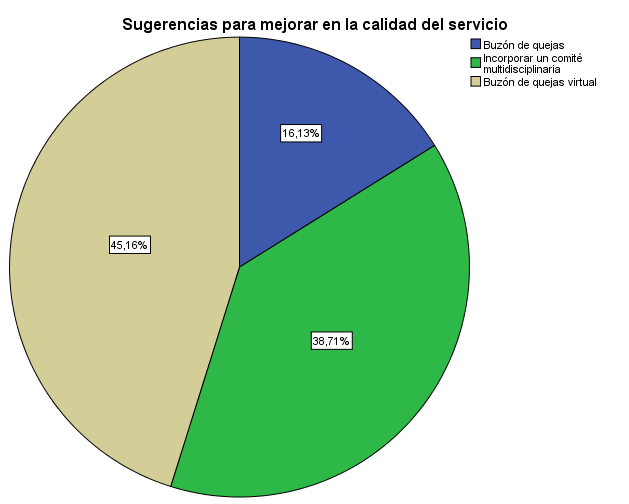 Sugerencias para mejorar en la calidad del servicio
Buzón de quejas
Incorporar un comité
multidisciplinaria
Buzón de quejas virtual
16,13%
45,16%
38,71%